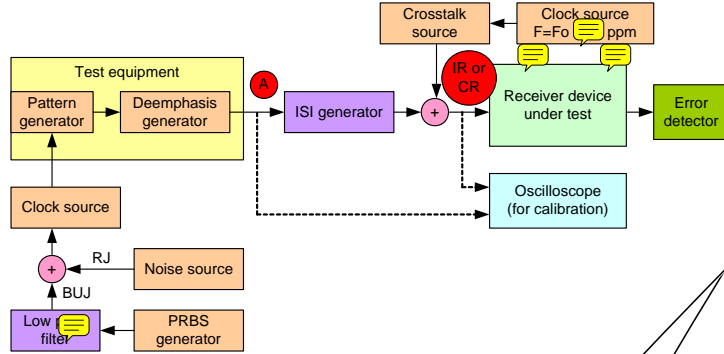 Crosstalk
source
Clock source
F=Fo
ppm
Test equipment
Pattern
generator
Deemphasis
generator
A
ISI generator
+
IR or
CR
Receiver device
under test
Error
detector
Clock source
Oscilloscope
(for calibration)
+
RJ
Noise source
BUJ
Low
filter
PRBS
generator